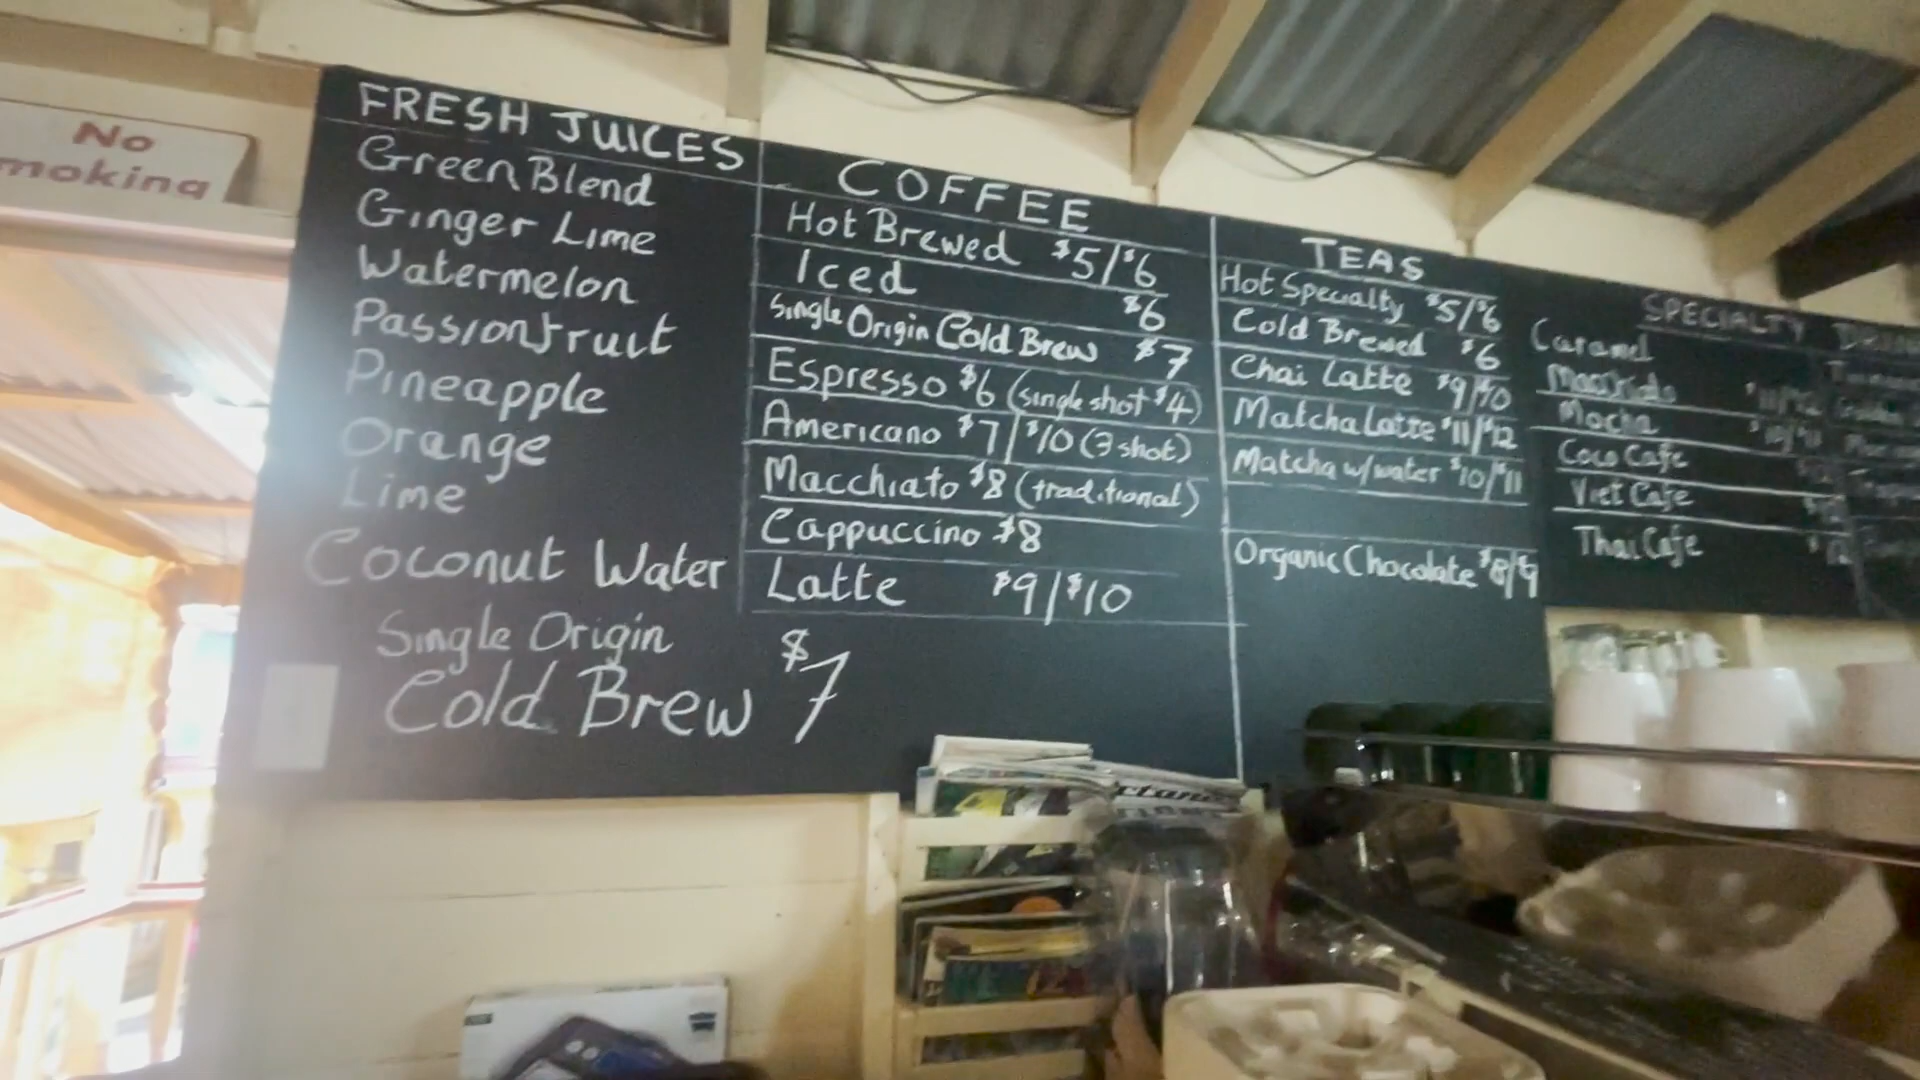 No
moking
FRESH JUICES
Green Blend
Ginger Lime
Watermelon
Passionfruit
Pineapple
Orange
Lime
Coconut Water
Single Origin
Cold Brew $7
COFFEE
Hot Brewed $5/$6
Iced $6
Single Origin Cold Brew $7
Espresso $6 (single shot $4)
Americano $7/$10 (3 shot)
Macchiato $8 (traditional)
Cappuccino $8
Latte $9/$10
TEAS
Hot Specialty $5/$6
Cold Brewed $6
Chai Latte $9/$10
Matcha Latte $11/$12
Matcha w/water $10/$11
Organic Chocolate $8/$9
SPECIALTY
Caramel
Macchiato
Mocha
Coco Cafe
Viet Cafe
Thai Cafe